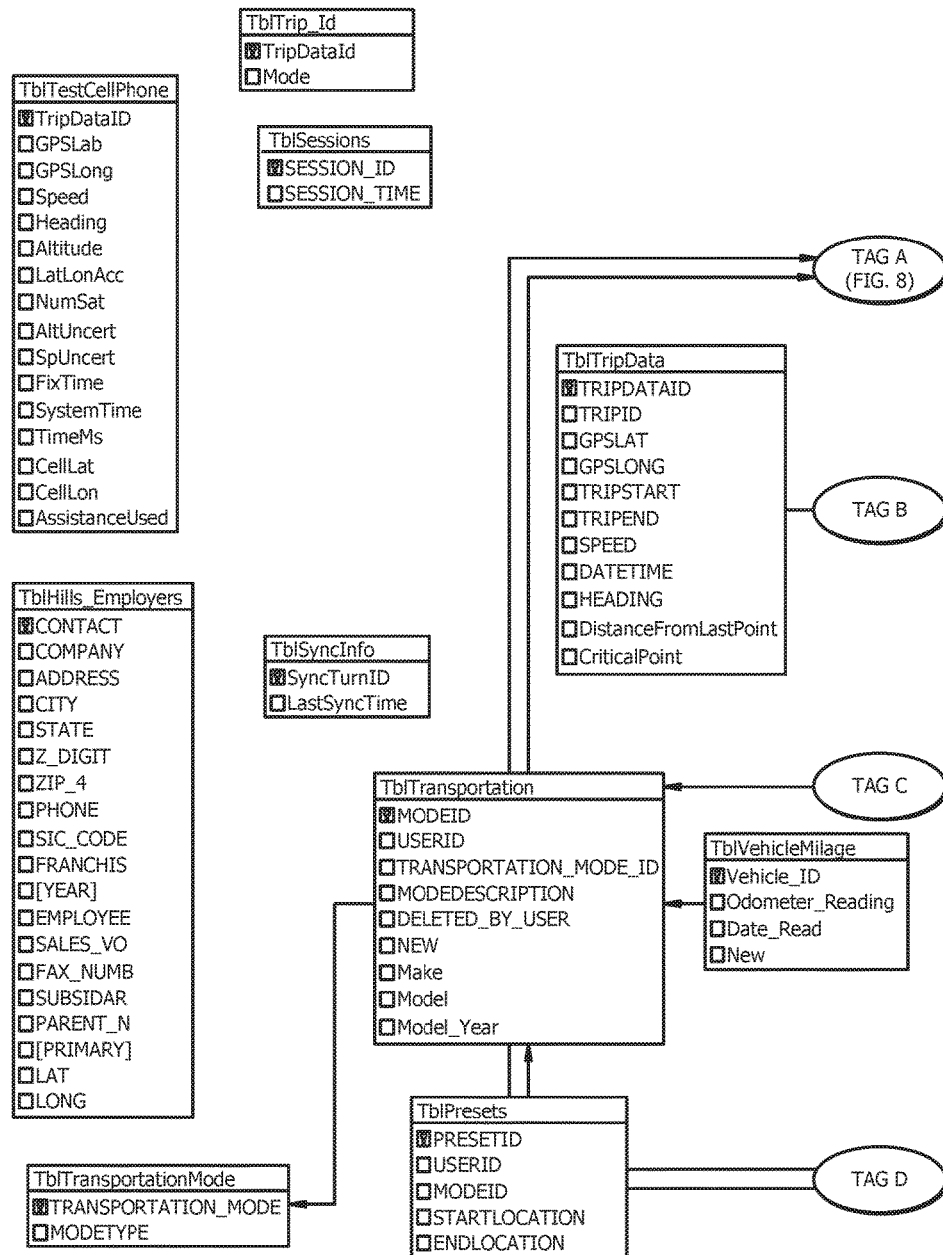 TblTrip_Id
TripDataId
Mode
TblTestCellPhone
TripDataID
GPSLab
GPSLong
Speed
Heading
Altitude
LatLonAcc
NumSat
AltUncert
SpUncert
FixTime
SystemTime
TimeMs
CellLat
CellLon
AssistanceUsed
TblSessions
SESSION_ID
SESSION_TIME
TAG A
(FIG. 8)
TblTripData
TRIPDATAID
TRIPID
GPSLAT
GPSLONG
TRIPSTART
TRIPEND
SPEED
DATETIME
HEADING
DistanceFromLastPoint
CriticalPoint
TAG B
TblHills_Employers
CONTACT
COMPANY
ADDRESS
CITY
STATE
Z_DIGIT
ZIP_4
PHONE
SIC_CODE
FRANCHIS
[YEAR]
EMPLOYEE
SALES_VO
FAX_NUMB
SUBSIDAR
PARENT_N
[PRIMARY]
LAT
LONG
TblSyncInfo
SyncTurnID
LastSyncTime
TblTransportation
MODEID
USERID
TRANSPORTATION_MODE_ID
MODEDESCRIPTION
DELETED_BY_USER
NEW
Make
Model
Model_Year
TAG C
TblVehicleMilage
Vehicle_ID
Odometer_Reading
Date_Read
New
TblPresets
PRESETID
USERID
MODEID
STARTLOCATION
ENDLOCATION
TAG D
TblTransportationMode
TRANSPORTATION_MODE
MODETYPE